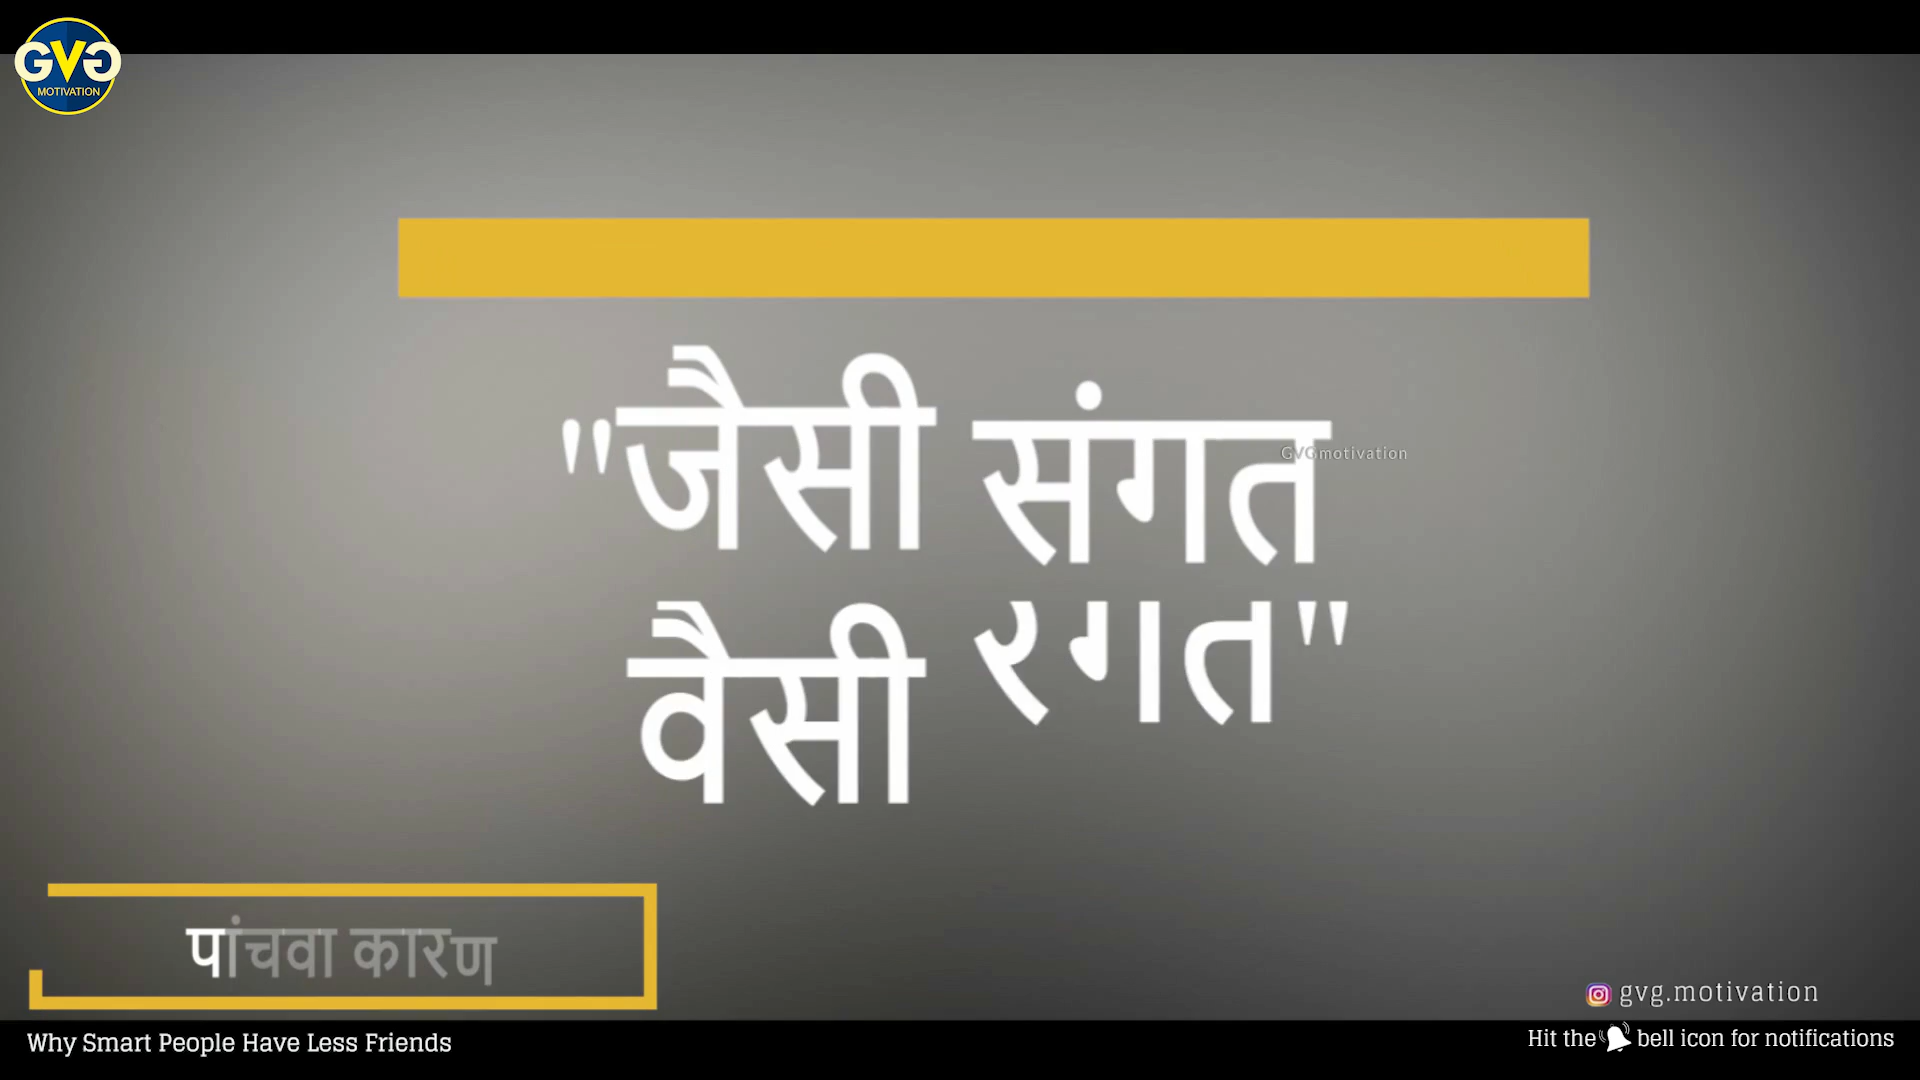 GVG
MOTIVATION
"जैसी संगत
GVGmotivation
वैसी रंगत"
पांचवा कारण
gvg.motivation
Why Smart People Have Less Friends
Hit the bell icon for notifications